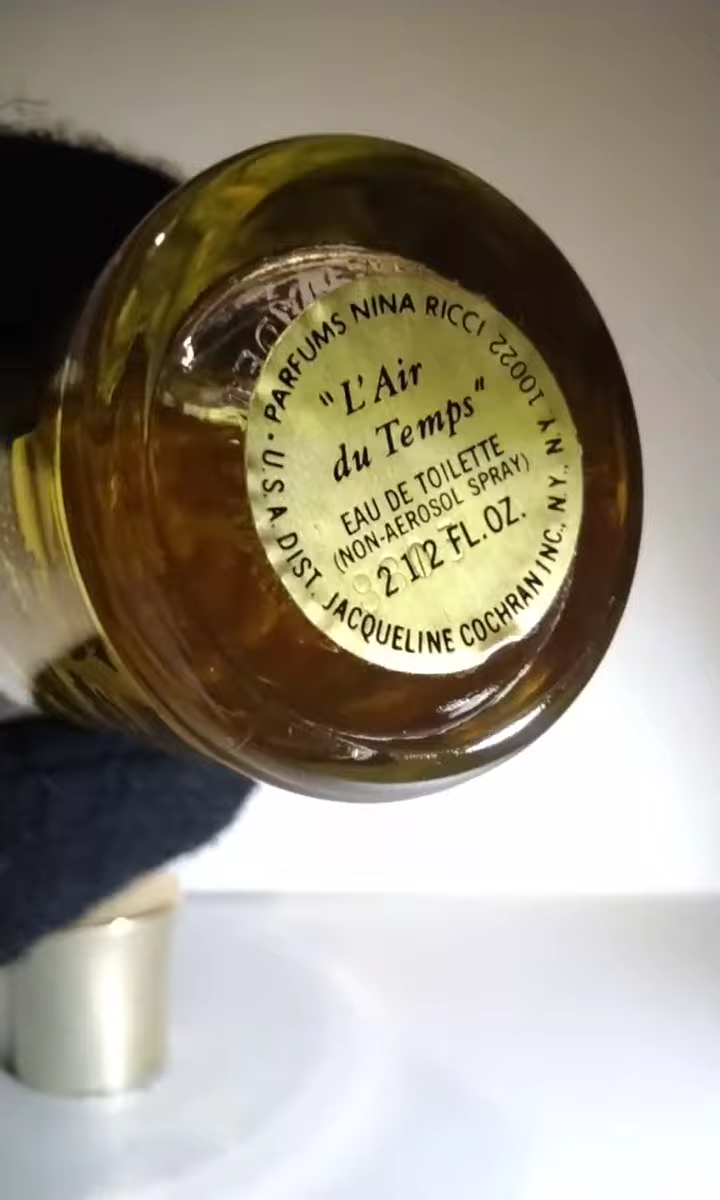 PARFUMS NINA RICCI
"L'Air
du Temps"
EAU DE TOILETTE
(NON-AEROSOL SPRAY)
2 1/2 FL.OZ.
U.S.A. DIST. JACQUELINE COCHRAN INC., N.Y., NY 10022